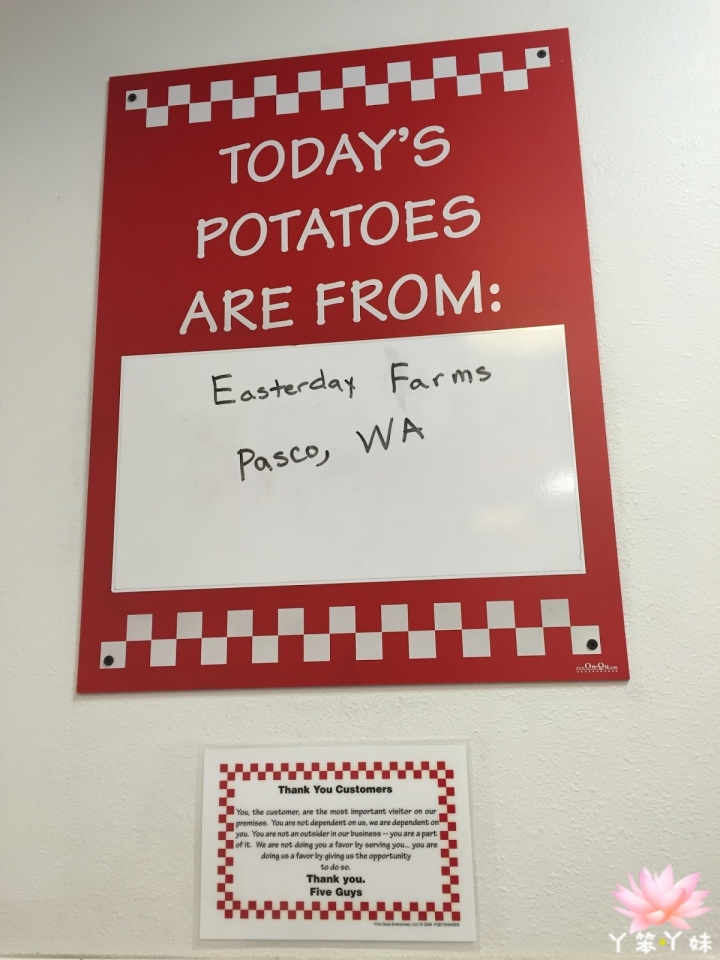 TODAY'S
POTATOES
ARE FROM:
Easterday Farms
Pasco, WA
Thank You Customers
You, the customer, are the most important visitor on our
premises. You are not dependent on us, we are dependent on
you. You are not an outsider in our business -- you are a part
of it. We are not doing you a favor by serving you... you are
doing us a favor by giving us the opportunity
to do so.
Thank you.
Five Guys
Five Guys Enterprises, LLC ©
丫笨丫妹